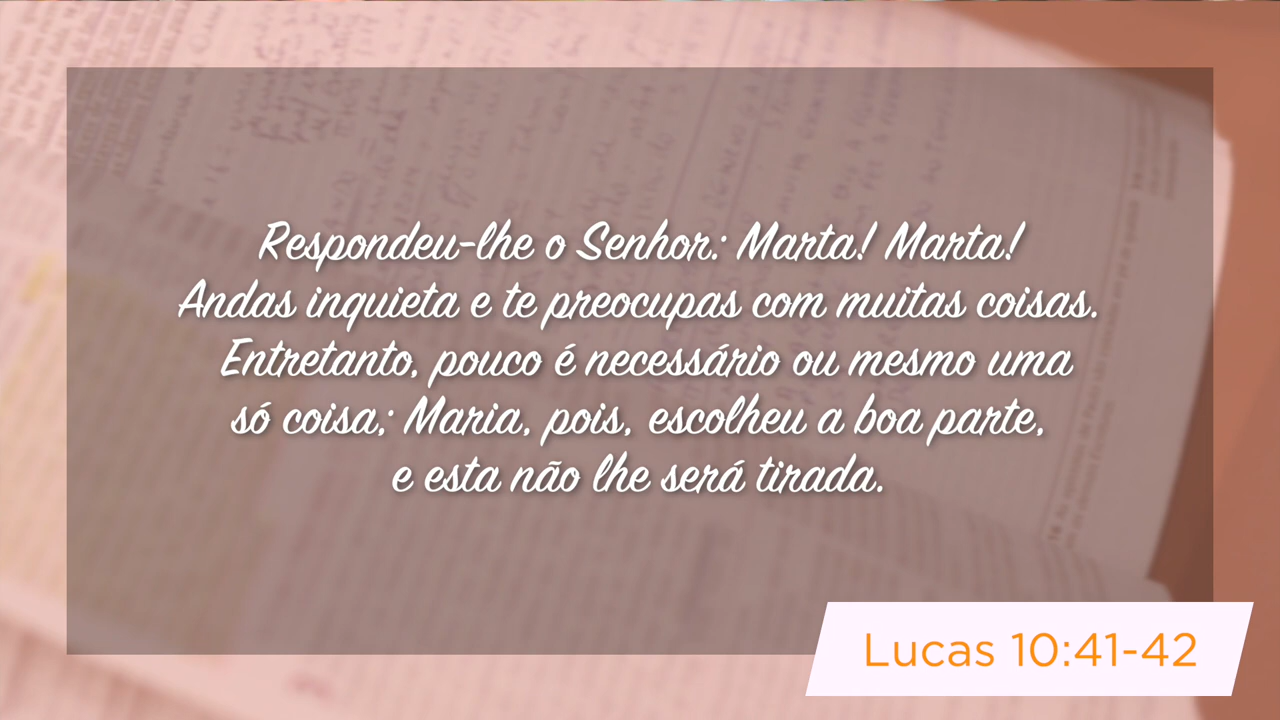 Respondeu-lhe o Senhor: Marta! Marta!
Andas inquieta e te preocupas com muitas coisas.
Entretanto, pouco é necessário ou mesmo uma
só coisa; Maria, pois, escolheu a boa parte,
e esta não lhe será tirada.
Lucas 10:41-42